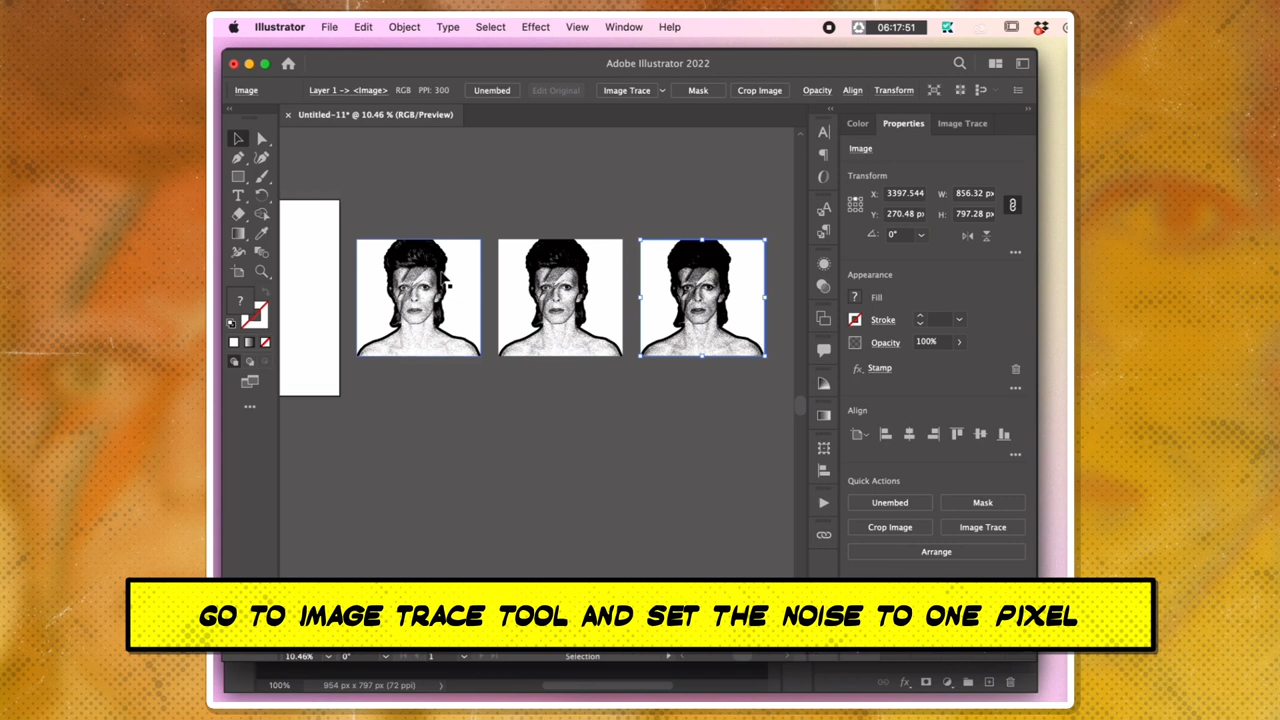 Illustrator File Edit Object Type Select Effect View Window Help 06:17:51
Adobe Illustrator 2022
Image Layer 1 -> <Image> RGB PPI: 300 Unembed Edit Original Image Trace Mask Crop Image Opacity Align Transform
× Untitled-11* @ 10.46 % (RGB/Preview)
Color Properties Image Trace
Image
Transform
X: 3397.544 W: 856.32 px
Y: 270.48 p H: 797.28 px
0°
Appearance
? Fill
Stroke
Opacity 100%
fx Stamp
Align
Quick Actions
Unembed Mask
Crop Image Image Trace
Arrange
GO TO IMAGE TRACE TOOL AND SET THE NOISE TO ONE PIXEL
10.46% 0° 1 Selection
100% 954 px x 797 px (72 ppi)